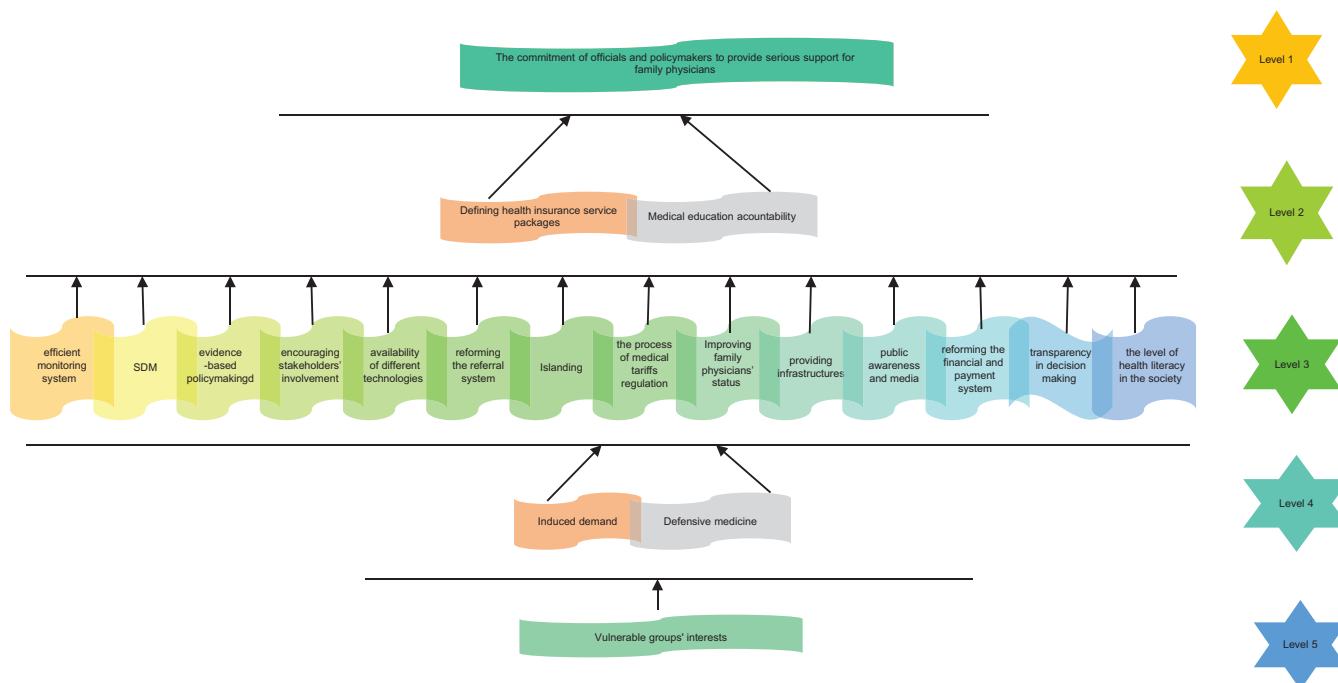 The commitment of officials and policymakers to provide serious support for
family physicians
Level 1
Defining health insurance service
packages
Medical education acountability
Level 2
efficient
monitoring
system
SDM
evidence
-based
policymakingd
encouraging
stakeholders'
involvement
availability
of different
technologies
reforming
the referral
system
Islanding
the process
of medical
tariffs
regulation
Improving
family
physicians'
status
providing
infrastructures
public
awareness
and media
reforming the
financial and
payment
system
transparency
in decision
making
the level of
health literacy
in the society
Level 3
Induced demand
Defensive medicine
Level 4
Vulnerable groups' interests
Level 5